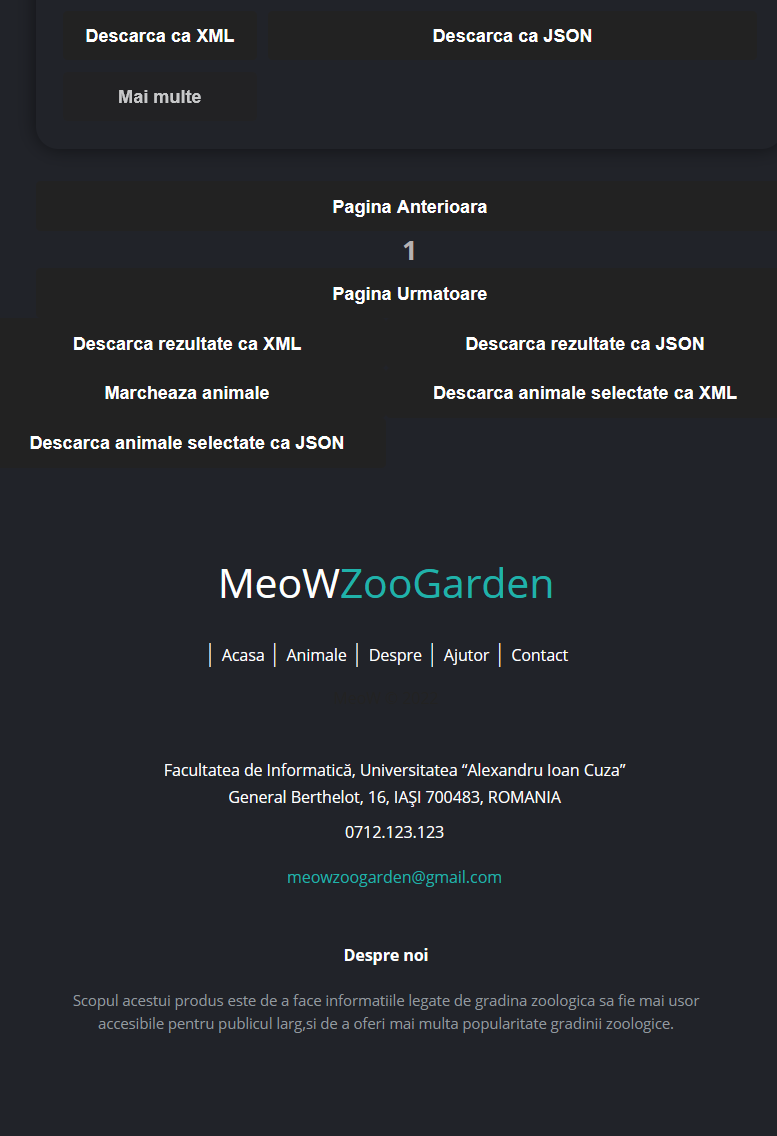 Descarca ca XML
Descarca ca JSON
Mai multe
Pagina Anterioara
1
Pagina Urmatoare
Descarca rezultate ca XML
Descarca rezultate ca JSON
Marcheaza animale
Descarca animale selectate ca XML
Descarca animale selectate ca JSON
MeoWZooGarden
| Acasa | Animale | Despre | Ajutor | Contact
Facultatea de Informatică, Universitatea “Alexandru Ioan Cuza”
General Berthelot, 16, IAŞI 700483, ROMANIA
0712.123.123
meowzoogarden@gmail.com
Despre noi
Scopul acestui produs este de a face informatiile legate de gradina zoologica sa fie mai usor
accesibile pentru publicul larg,si de a oferi mai multa popularitate gradinii zoologice.